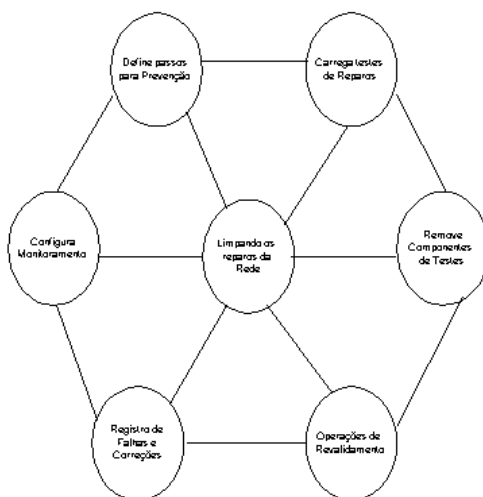 Define passos
para Prevenção
Carrega testes
de Reparos
Configura
Monitoramento
Limpando os
reparos da
Rede
Remove
Componentes
de Testes
Registro de
Falhas e
Correções
Operações de
Revalidamento